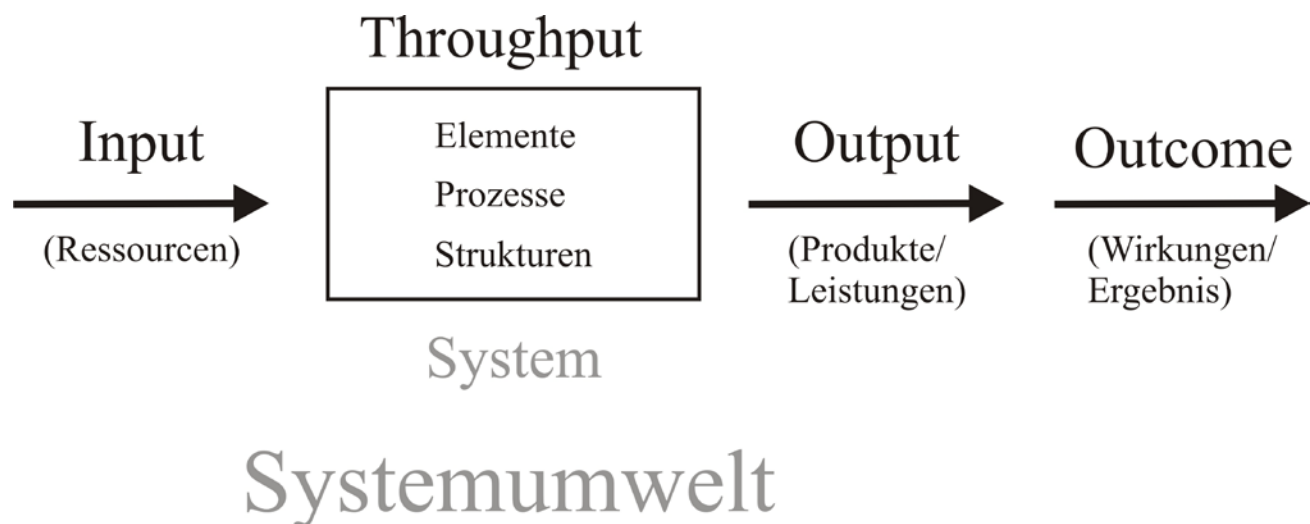 Throughput
Input
(Ressourcen)
Elemente
Prozesse
Strukturen
Output
(Produkte/
Leistungen)
Outcome
(Wirkungen/
Ergebnis)
System
Systemumwelt